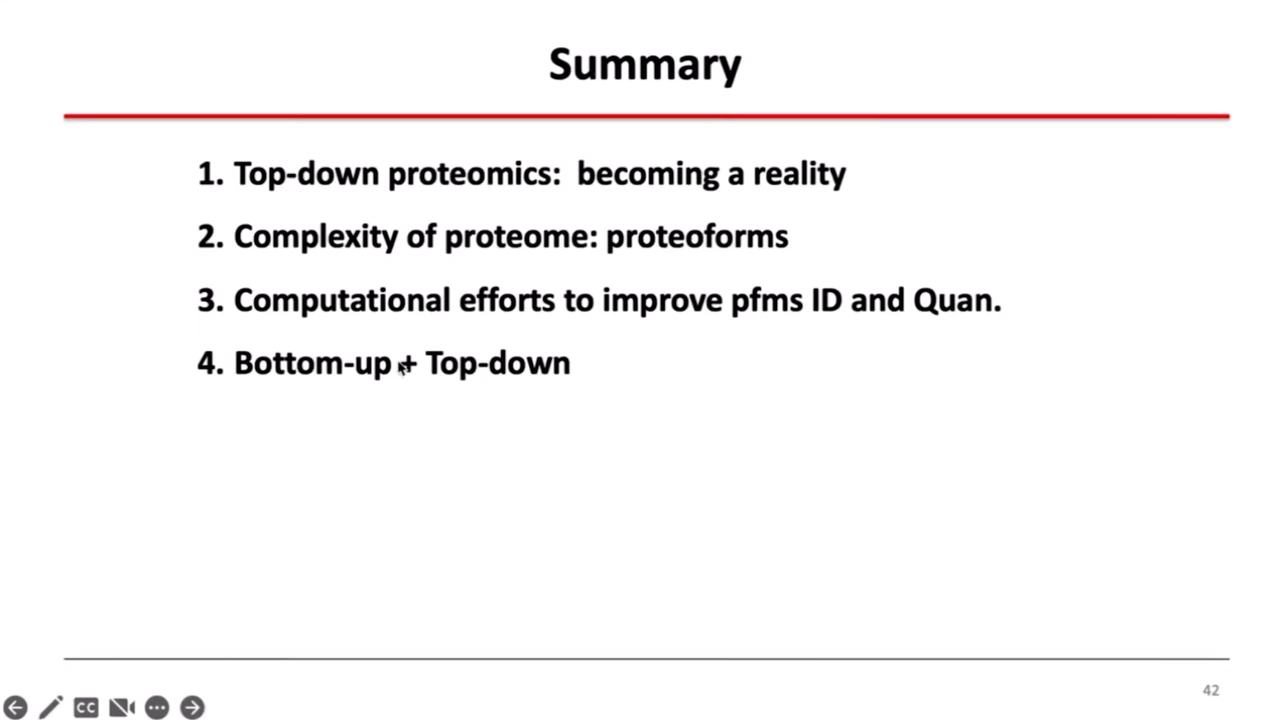 Summary
1. Top-down proteomics:  becoming a reality
2. Complexity of proteome: proteoforms
3. Computational efforts to improve pfms ID and Quan.
4. Bottom-up + Top-down
42
CC